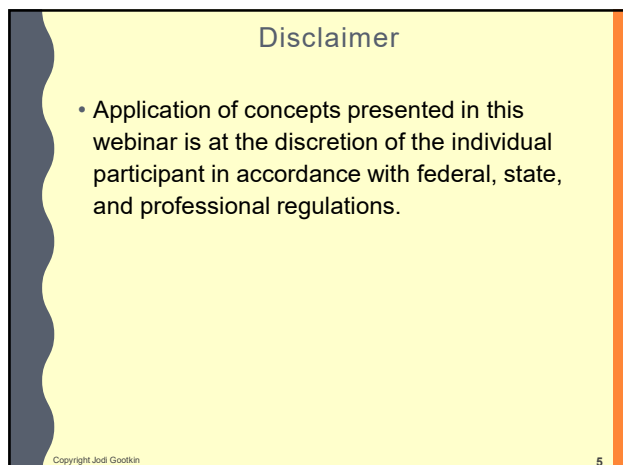 Disclaimer
• Application of concepts presented in this
webinar is at the discretion of the individual
participant in accordance with federal, state,
and professional regulations.
Copyright Jodi Gootkin
5